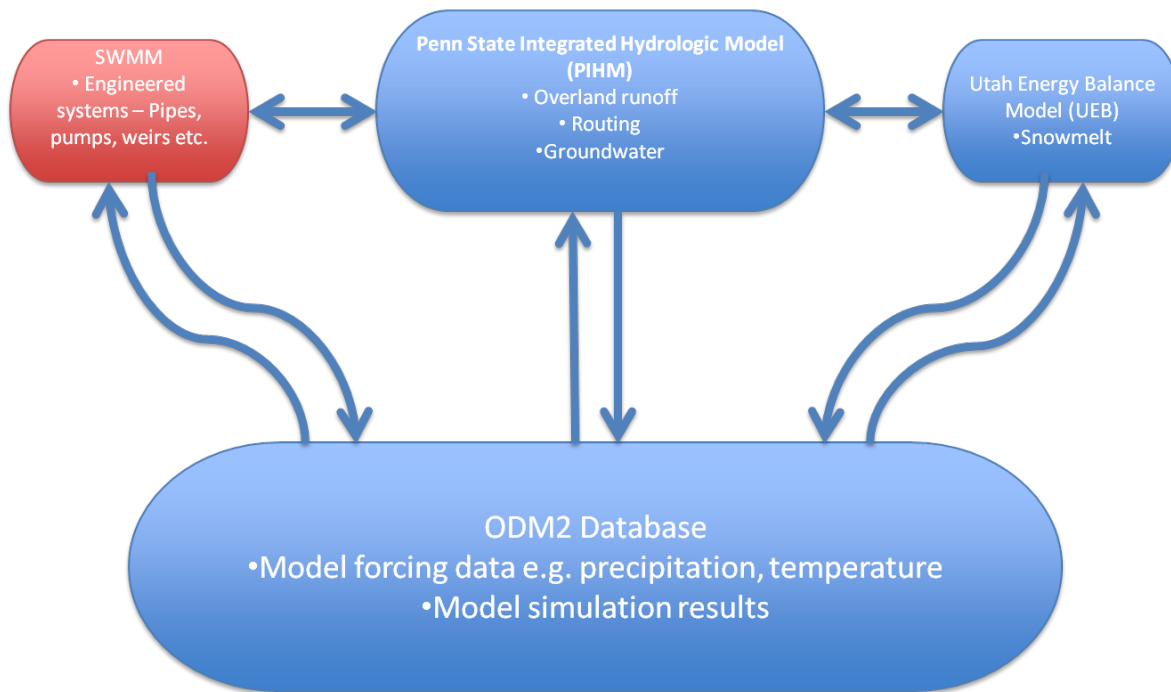 SWMM
• Engineered
systems – Pipes,
pumps, weirs etc.
Penn State Integrated Hydrologic Model
(PIHM)
• Overland runoff
• Routing
•Groundwater
Utah Energy Balance
Model (UEB)
•Snowmelt
ODM2 Database
•Model forcing data e.g. precipitation, temperature
•Model simulation results